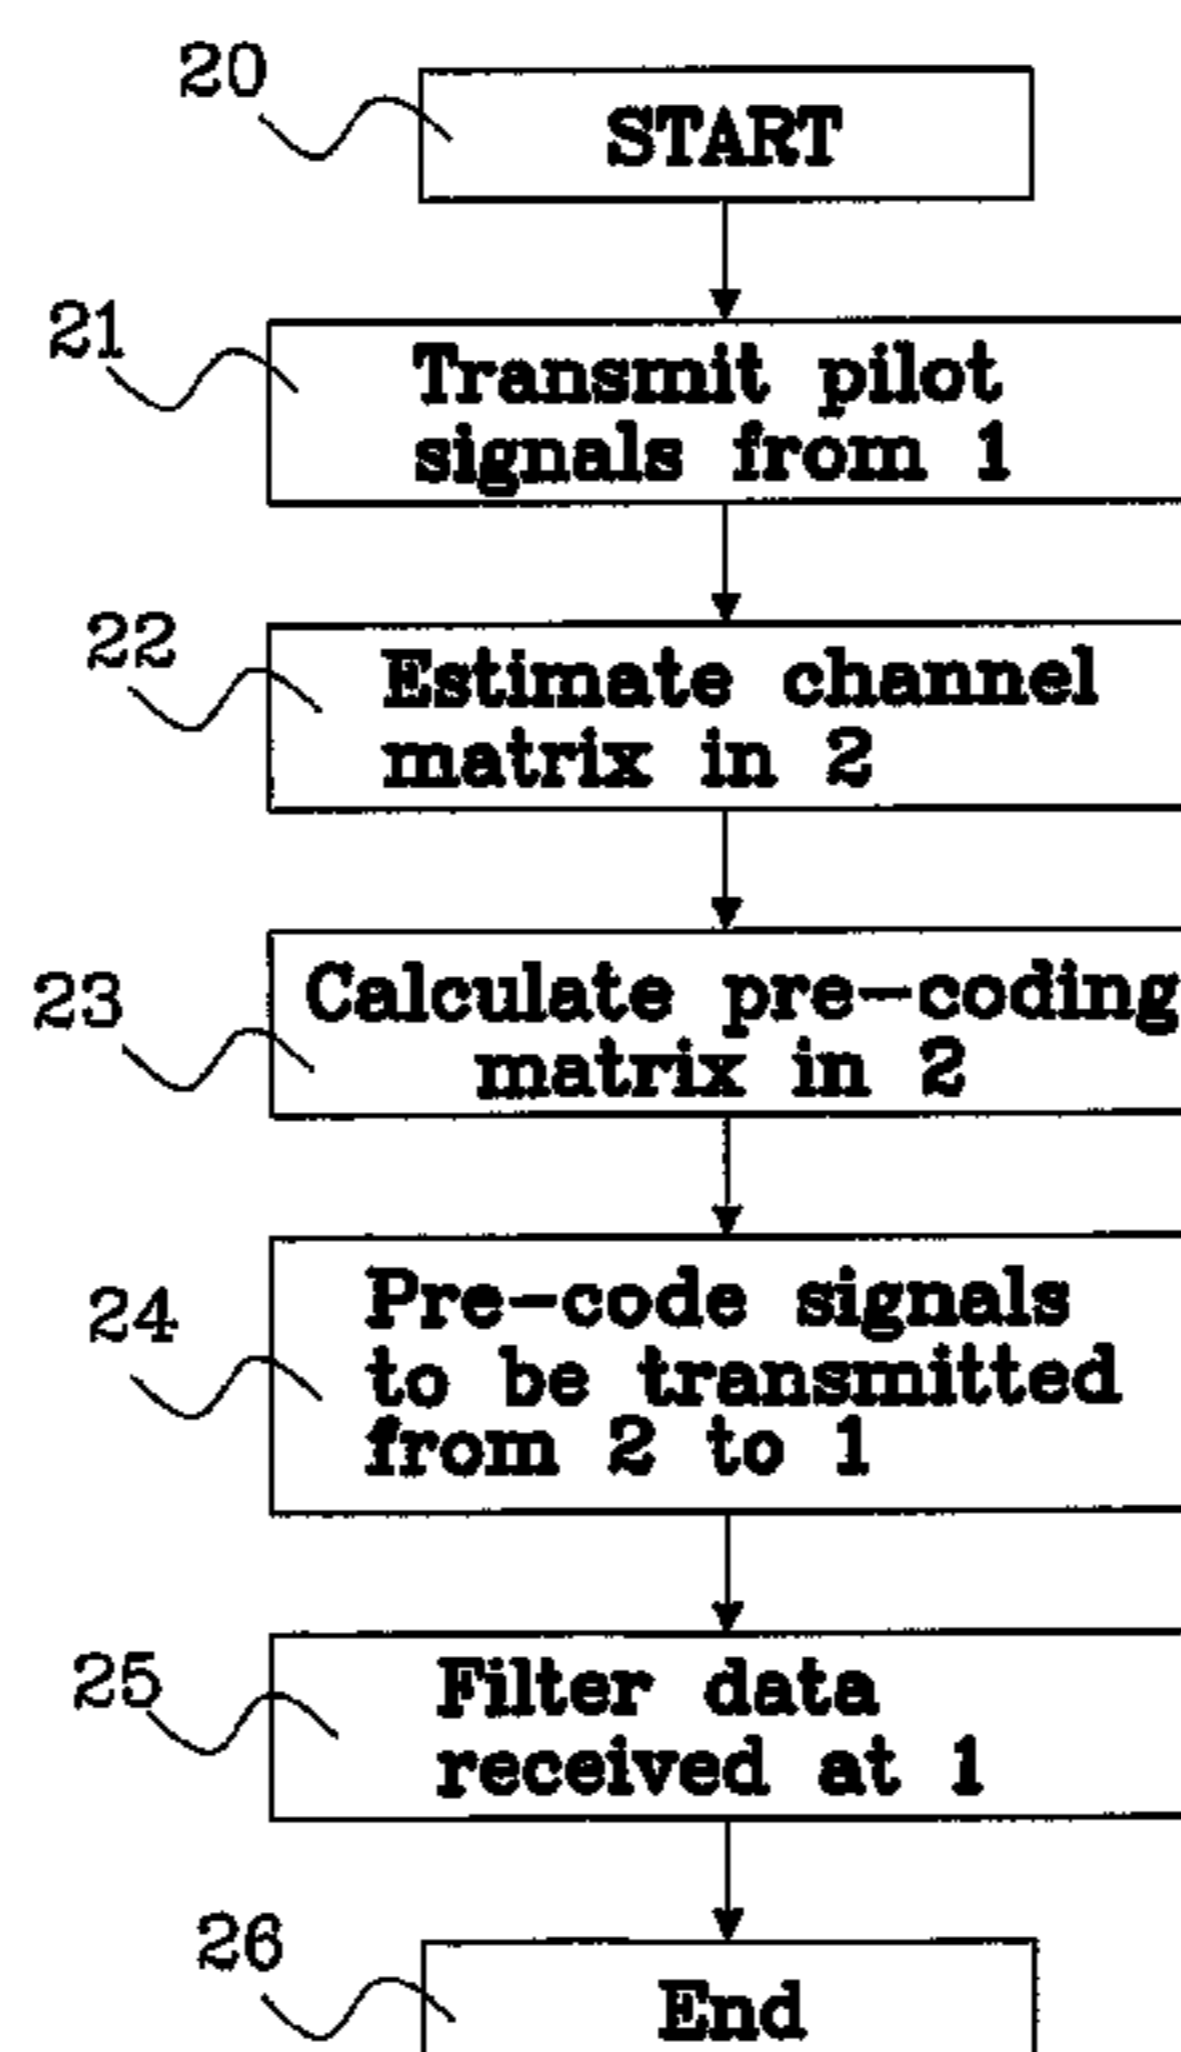 20
START
21
Transmit pilot
signals from 1
22
Estimate channel
matrix in 2
23
Calculate pre-coding
matrix in 2
24
Pre-code signals
to be transmitted
from 2 to 1
25
Filter data
received at 1
26
End